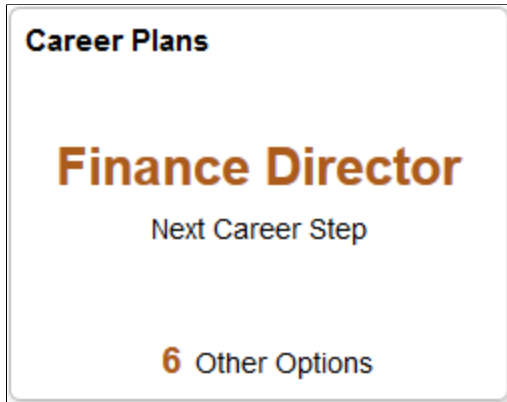 Career Plans
Finance Director
Next Career Step
6 Other Options